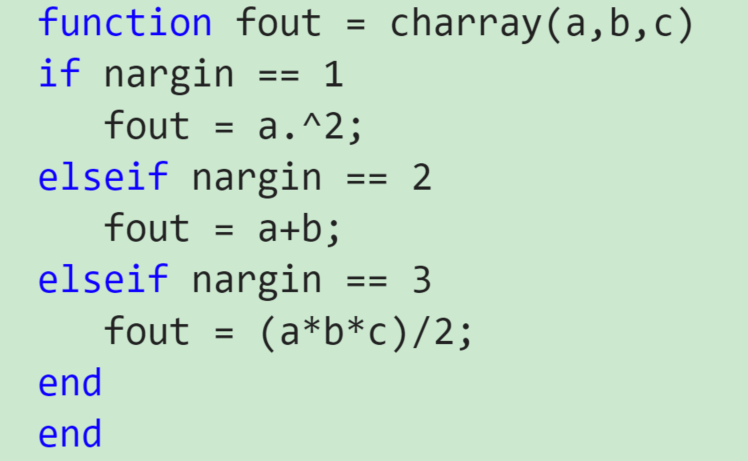 function fout = charray(a,b,c)
if nargin == 1
   fout = a.^2;
elseif nargin == 2
   fout = a+b;
elseif nargin == 3
   fout = (a*b*c)/2;
end
end